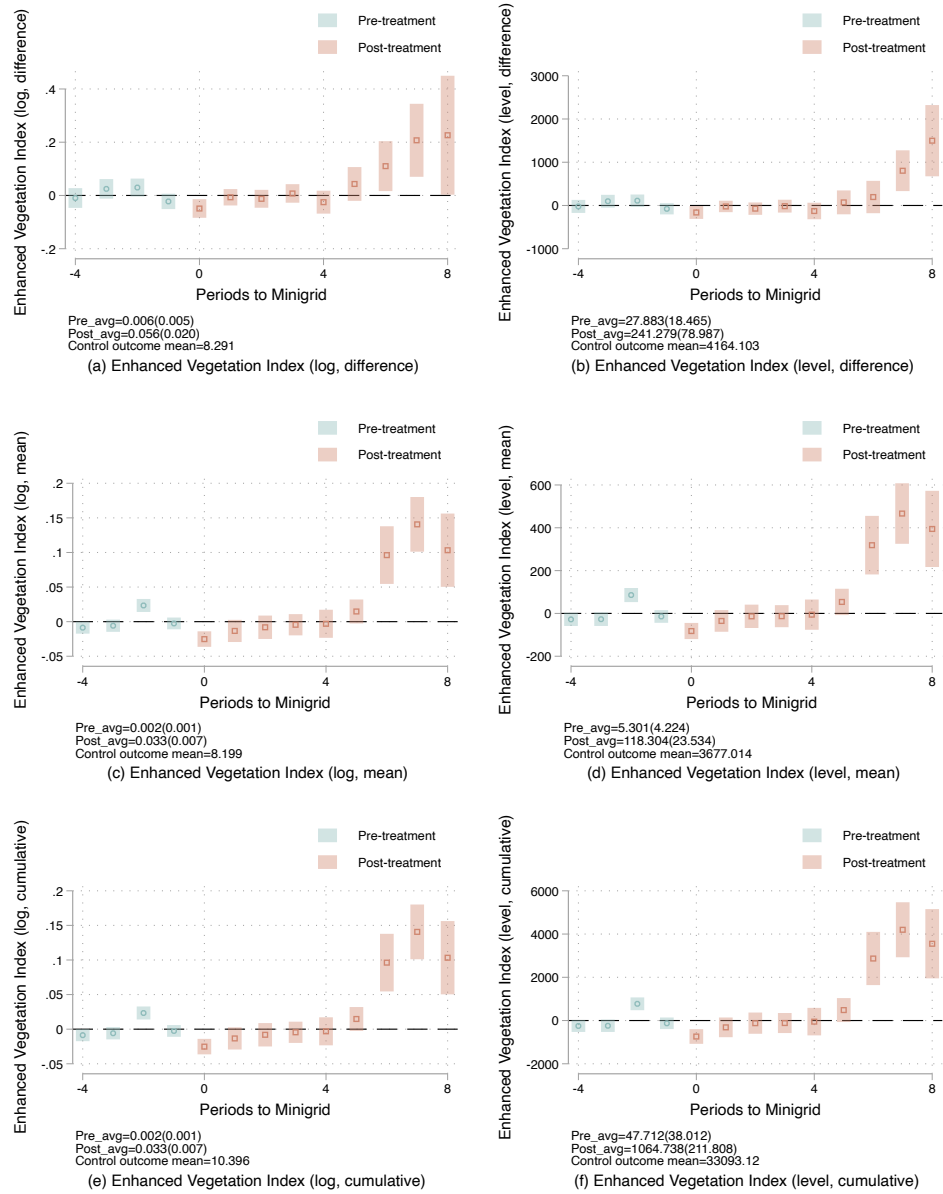 Pre-treatment
Post-treatment
Enhanced Vegetation Index (log, difference)
.4
.2
0
-.2
-4
0
4
8
Periods to Minigrid
Pre_avg=0.006(0.005)
Post_avg=0.056(0.020)
Control outcome mean=8.291
(a) Enhanced Vegetation Index (log, difference)
Pre-treatment
Post-treatment
Enhanced Vegetation Index (level, difference)
3000
1000
0
-1000
-4
0
4
8
Periods to Minigrid
Pre_avg=27.883(18.465)
Post_avg=241.279(78.987)
Control outcome mean=4164.103
(b) Enhanced Vegetation Index (level, difference)
Pre-treatment
Post-treatment
Enhanced Vegetation Index (log, mean)
.2
.15
.1
.05
0
-.05
-4
0
4
8
Periods to Minigrid
Pre_avg=0.002(0.001)
Post_avg=0.033(0.007)
Control outcome mean=8.199
(c) Enhanced Vegetation Index (log, mean)
Pre-treatment
Post-treatment
Enhanced Vegetation Index (level, mean)
600
400
200
0
-200
-4
0
4
8
Periods to Minigrid
Pre_avg=5.301(4.224)
Post_avg=118.304(23.534)
Control outcome mean=3677.014
(d) Enhanced Vegetation Index (level, mean)
Pre-treatment
Post-treatment
Enhanced Vegetation Index (log, cumulative)
.2
.15
.1
.05
0
-.05
-4
0
4
8
Periods to Minigrid
Pre_avg=0.002(0.001)
Post_avg=0.033(0.007)
Control outcome mean=10.396
(e) Enhanced Vegetation Index (log, cumulative)
Pre-treatment
Post-treatment
Enhanced Vegetation Index (level, cumulative)
6000
4000
2000
0
-2000
-4
0
4
8
Periods to Minigrid
Pre_avg=47.712(38.012)
Post_avg=1064.738(211.808)
Control outcome mean=33093.12
(f) Enhanced Vegetation Index (level, cumulative)